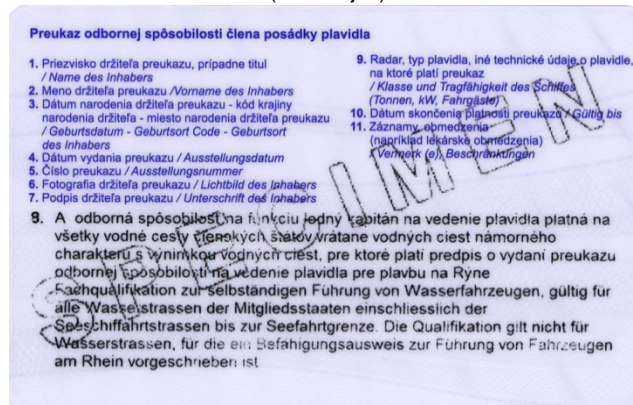 Preukaz odbornej spôsobilosti člena posádky plavidla
1. Priezvisko držiteľa preukazu, prípadne titul
/ Name des Inhabers
2. Meno držiteľa preukazu /Vorname des Inhabers
3. Dátum narodenia držiteľa preukazu - kód krajiny
narodenia držiteľa - miesto narodenia držiteľa preukazu
/ Geburtsdatum - Geburtsort Code - Geburtsort
des Inhabers
4. Dátum vydania preukazu / Ausstellungsdatum
5. Číslo preukazu / Ausstellungsnummer
6. Fotografia držiteľa preukazu / Lichtbild des Inhabers
7. Podpis držiteľa preukazu / Unterschrift des Inhabers
9. Radar, typ plavidla, iné technické údaje o plavidle,
na ktoré platí preukaz
/ Klasse und Tragfähigkeit des Schiffes
(Tonnen, kW, Fahrgäste)
10. Dátum skončenia platnosti preukazu / Gültig bis
11. Záznamy, obmedzenia
(napríklad lekárske obmedzenia)
/ Vermerk (e), Beschränkungen
8. A odborná spôsobilosť na funkciu lodný kapitán na vedenie plavidla platná na
všetky vodné cesty členských štátov vrátane vodných ciest námorného
charakteru s výnimkou vodných ciest, pre ktoré platí predpis o vydaní preukazu
odbornej spôsobilosti na vedenie plavidla pre plavbu na Rýne
Fachqualifikation zur selbständigen Führung von Wasserfahrzeugen, gültig für
alle Wasserstrassen der Mitgliedsstaaten einschliesslich der
Seeschiffahrtstrassen bis zur Seefahrtgrenze. Die Qualifikation gilt nicht für
Wasserstrassen, für die ein Befahigungsausweis zur Führung von Fahrzeugen
am Rhein vorgeschrieben ist
SPECIMEN